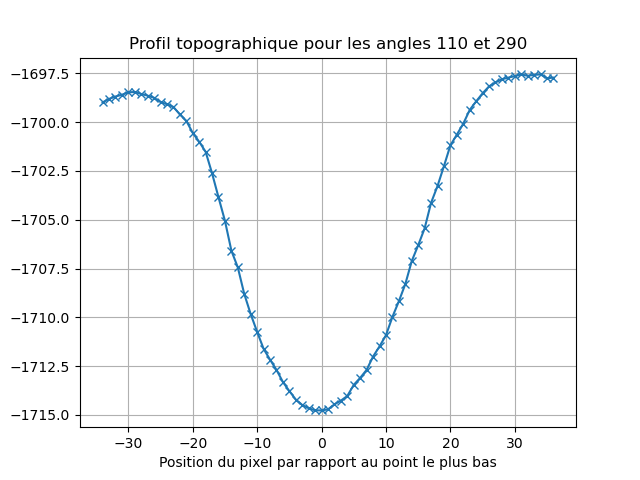 Profil topographique pour les angles 110 et 290
−1697.5
−1700.0
−1702.5
−1705.0
−1707.5
−1710.0
−1712.5
−1715.0
−30 −20 −10 0 10 20 30
Position du pixel par rapport au point le plus bas